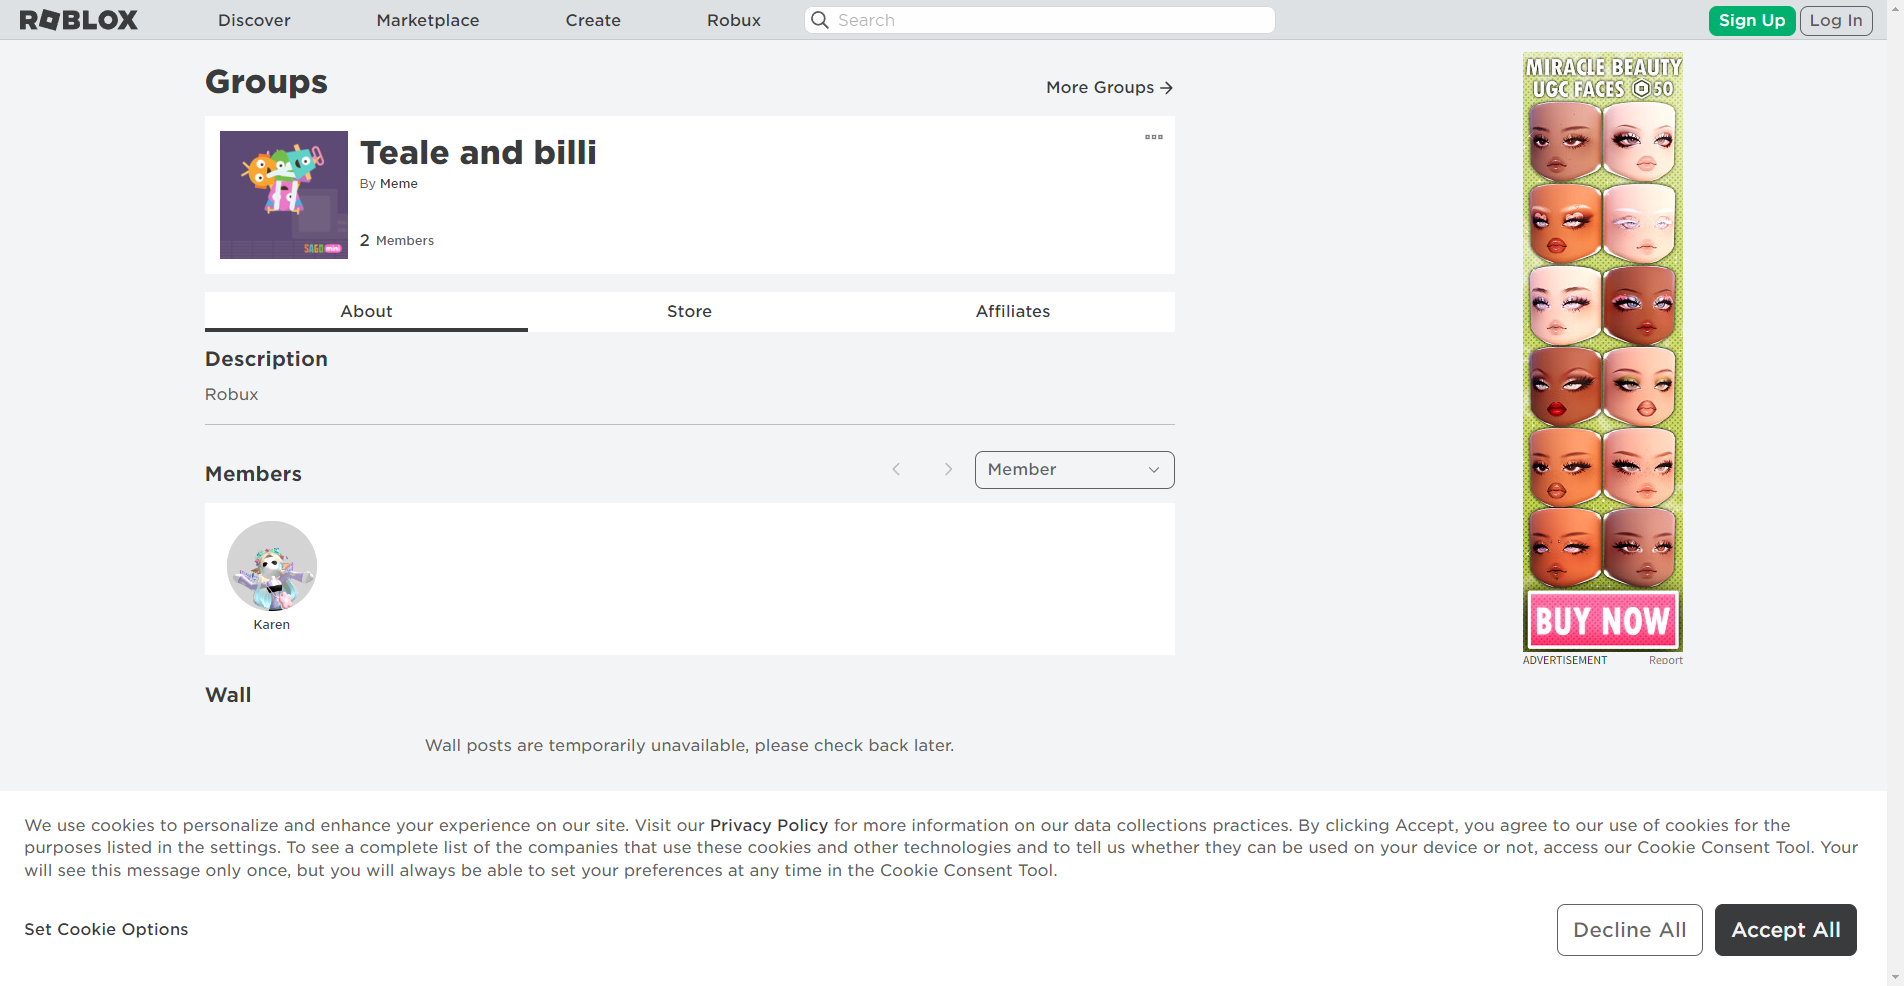 ROBLOX
Discover
Marketplace
Create
Robux
Search
Sign Up
Log In
Groups
More Groups
Teale and billi
By Meme
2 Members
SAGO mini
About
Store
Affiliates
Description
Robux
Members
Member
Karen
Wall
Wall posts are temporarily unavailable, please check back later.
MIRACLE BEAUTY
UGC FACES 50
BUY NOW
ADVERTISEMENT
Report
We use cookies to personalize and enhance your experience on our site. Visit our Privacy Policy for more information on our data collections practices. By clicking Accept, you agree to our use of cookies for the
purposes listed in the settings. To see a complete list of the companies that use these cookies and other technologies and to tell us whether they can be used on your device or not, access our Cookie Consent Tool. Your
will see this message only once, but you will always be able to set your preferences at any time in the Cookie Consent Tool.
Set Cookie Options
Decline All
Accept All